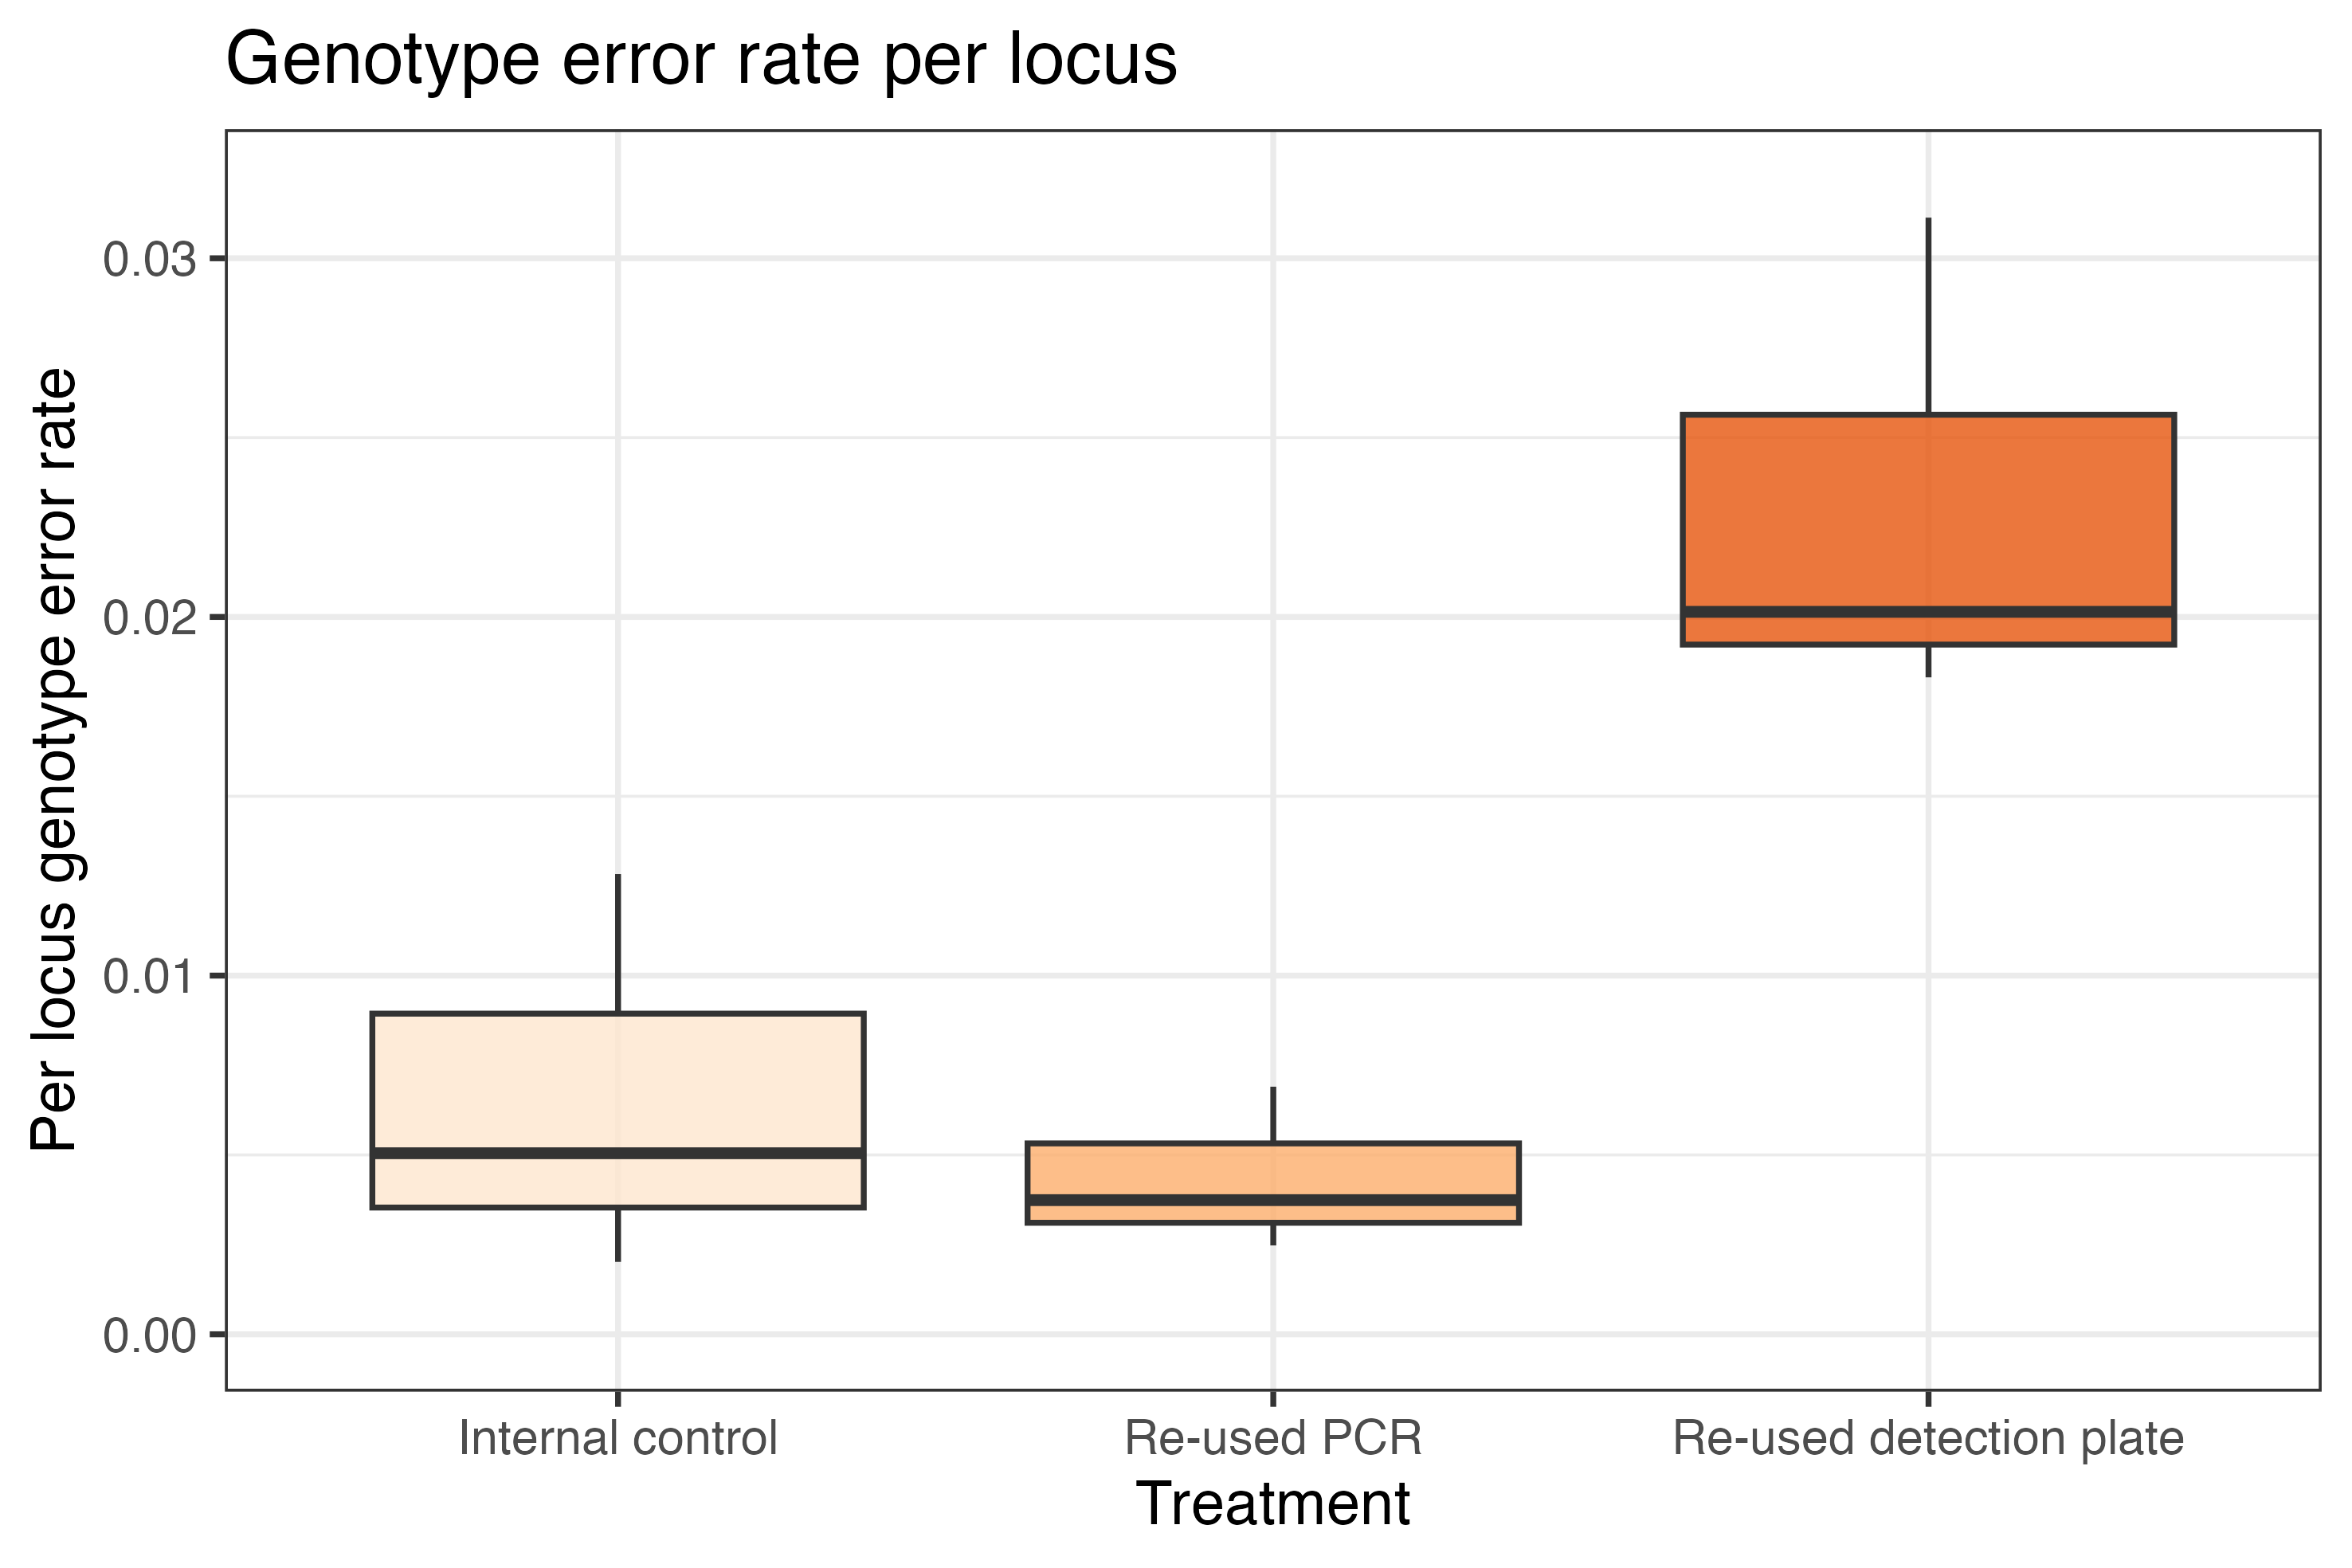 Genotype error rate per locus
Per locus genotype error rate
0.03
0.02
0.01
0.00
Internal control
Re-used PCR
Re-used detection plate
Treatment